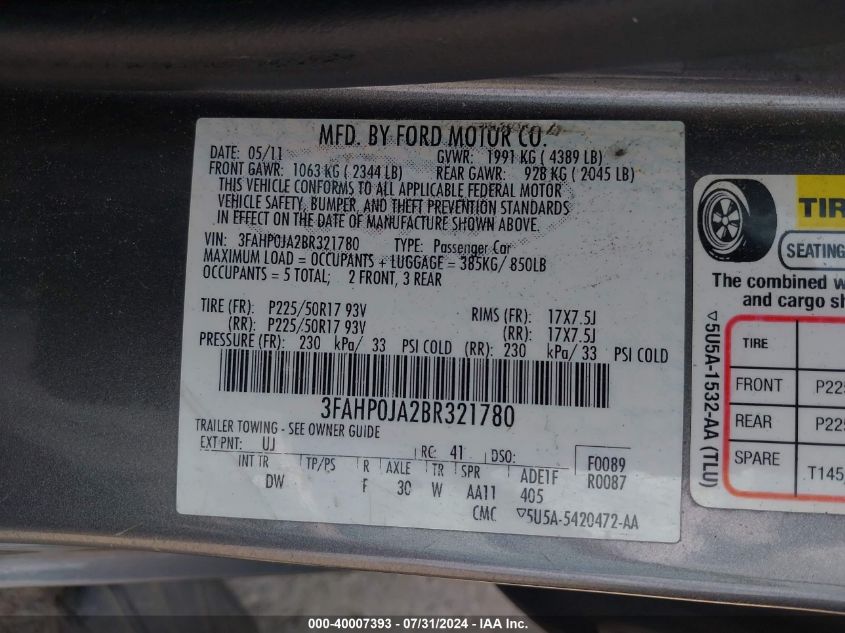 MFD. BY FORD MOTOR CO.
DATE: 05/11 GVWR: 1991 KG ( 4389 LB)
FRONT GAWR: 1063 KG ( 2344 LB) REAR GAWR: 928 KG ( 2045 LB)
THIS VEHICLE CONFORMS TO ALL APPLICABLE FEDERAL MOTOR
VEHICLE SAFETY, BUMPER, AND THEFT PREVENTION STANDARDS
IN EFFECT ON THE DATE OF MANUFACTURE SHOWN ABOVE.
VIN: 3FAHP0JA2BR321780 TYPE: Passenger Car
MAXIMUM LOAD = OCCUPANTS + LUGGAGE = 385KG/ 850LB
OCCUPANTS = 5 TOTAL; 2 FRONT, 3 REAR
TIRE (FR): P225/50R17 93V RIMS (FR): 17X7.5J
(RR): P225/50R17 93V (RR): 17X7.5J
PRESSURE (FR): 230 kPa/ 33 PSI COLD (RR): 230 kPa/ 33 PSI COLD
3FAHP0JA2BR321780
TRAILER TOWING - SEE OWNER GUIDE
EXT PNT: UJ RC: 41 DSO: F0089
R0087
INT TR TP/PS R AXLE TR SPR ADE1F
DW F 30 W AA11 405
CMC ▽5U5A-5420472-AA
TIR
SEATING
The combined w
and cargo sh
▽5U5A-1532-AA (TLU)
TIRE
FRONT P225
REAR P225
SPARE T145
000-40007393 - 07/31/2024 - IAA Inc.